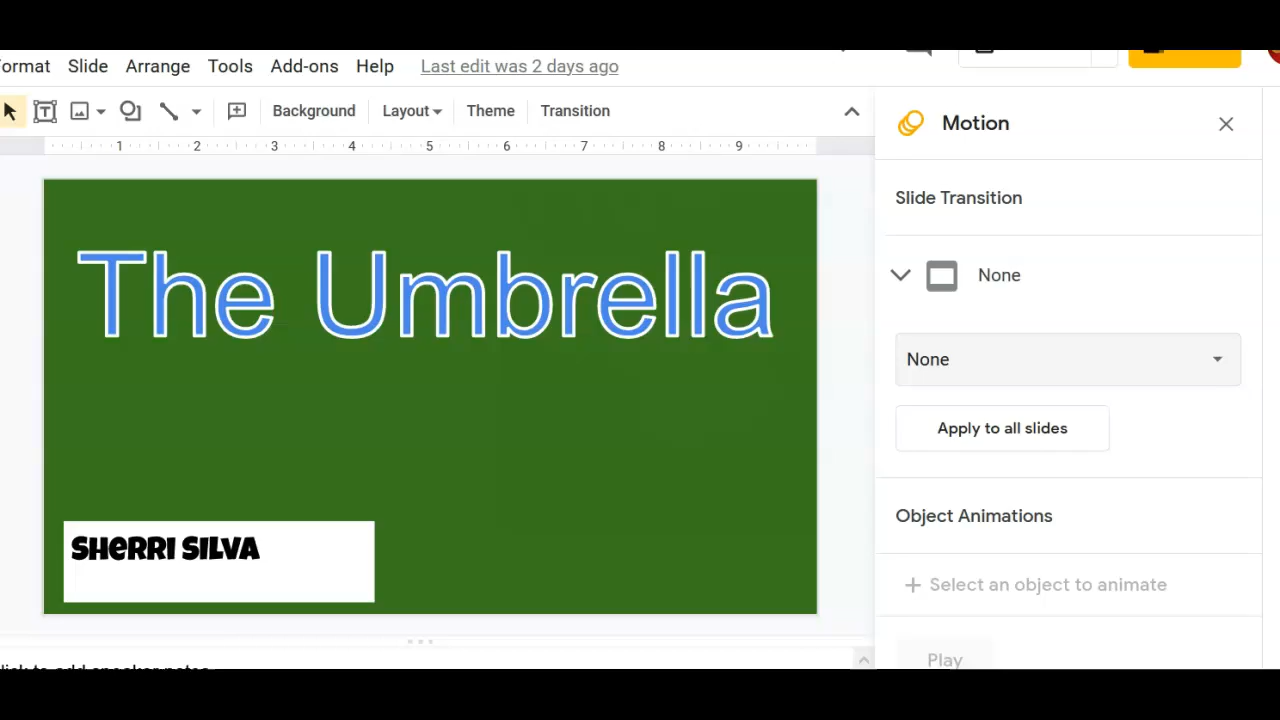 ormat Slide Arrange Tools Add-ons Help Last edit was 2 days ago
Background Layout Theme Transition
1 2 3 4 5 6 7 8 9
The Umbrella
Sherri Silva
Motion
Slide Transition
None
None
Apply to all slides
Object Animations
+ Select an object to animate
Play